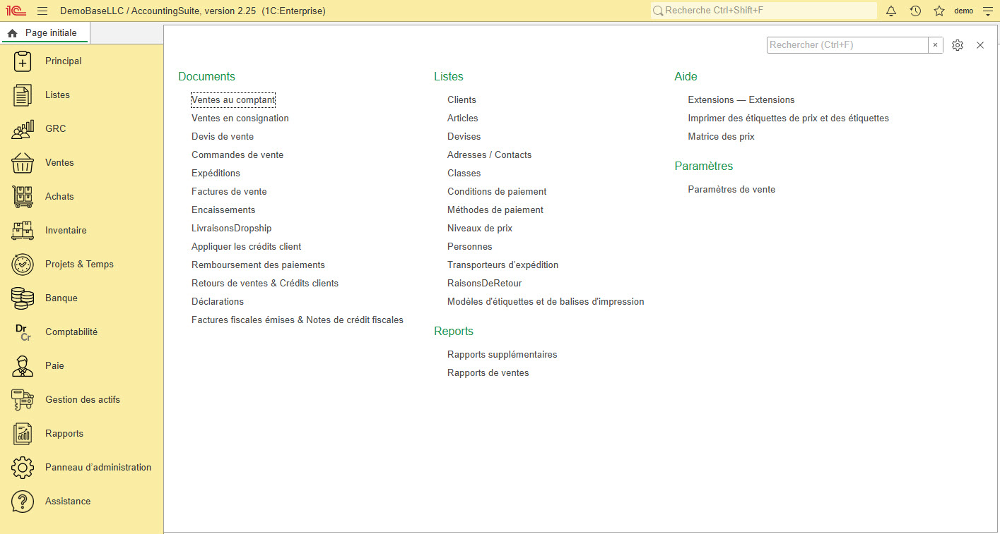 1C DemoBaseLLC / AccountingSuite, version 2.25 (1C:Enterprise) Recherche Ctrl+Shift+F demo
Page initiale
Principal
Listes
GRC
Ventes
Achats
Inventaire
Projets & Temps
Banque
Dr Cr Comptabilité
Paie
Gestion des actifs
Rapports
Panneau d'administration
Assistance
Rechercher (Ctrl+F) ×
Documents
Ventes au comptant
Ventes en consignation
Devis de vente
Commandes de vente
Expéditions
Factures de vente
Encaissements
LivraisonsDropship
Appliquer les crédits client
Remboursement des paiements
Retours de ventes & Crédits clients
Déclarations
Factures fiscales émises & Notes de crédit fiscales
Listes
Clients
Articles
Devises
Adresses / Contacts
Classes
Conditions de paiement
Méthodes de paiement
Niveaux de prix
Personnes
Transporteurs d'expédition
RaisonsDeRetour
Modèles d'étiquettes et de balises d'impression
Reports
Rapports supplémentaires
Rapports de ventes
Aide
Extensions — Extensions
Imprimer des étiquettes de prix et des étiquettes
Matrice des prix
Paramètres
Paramètres de vente